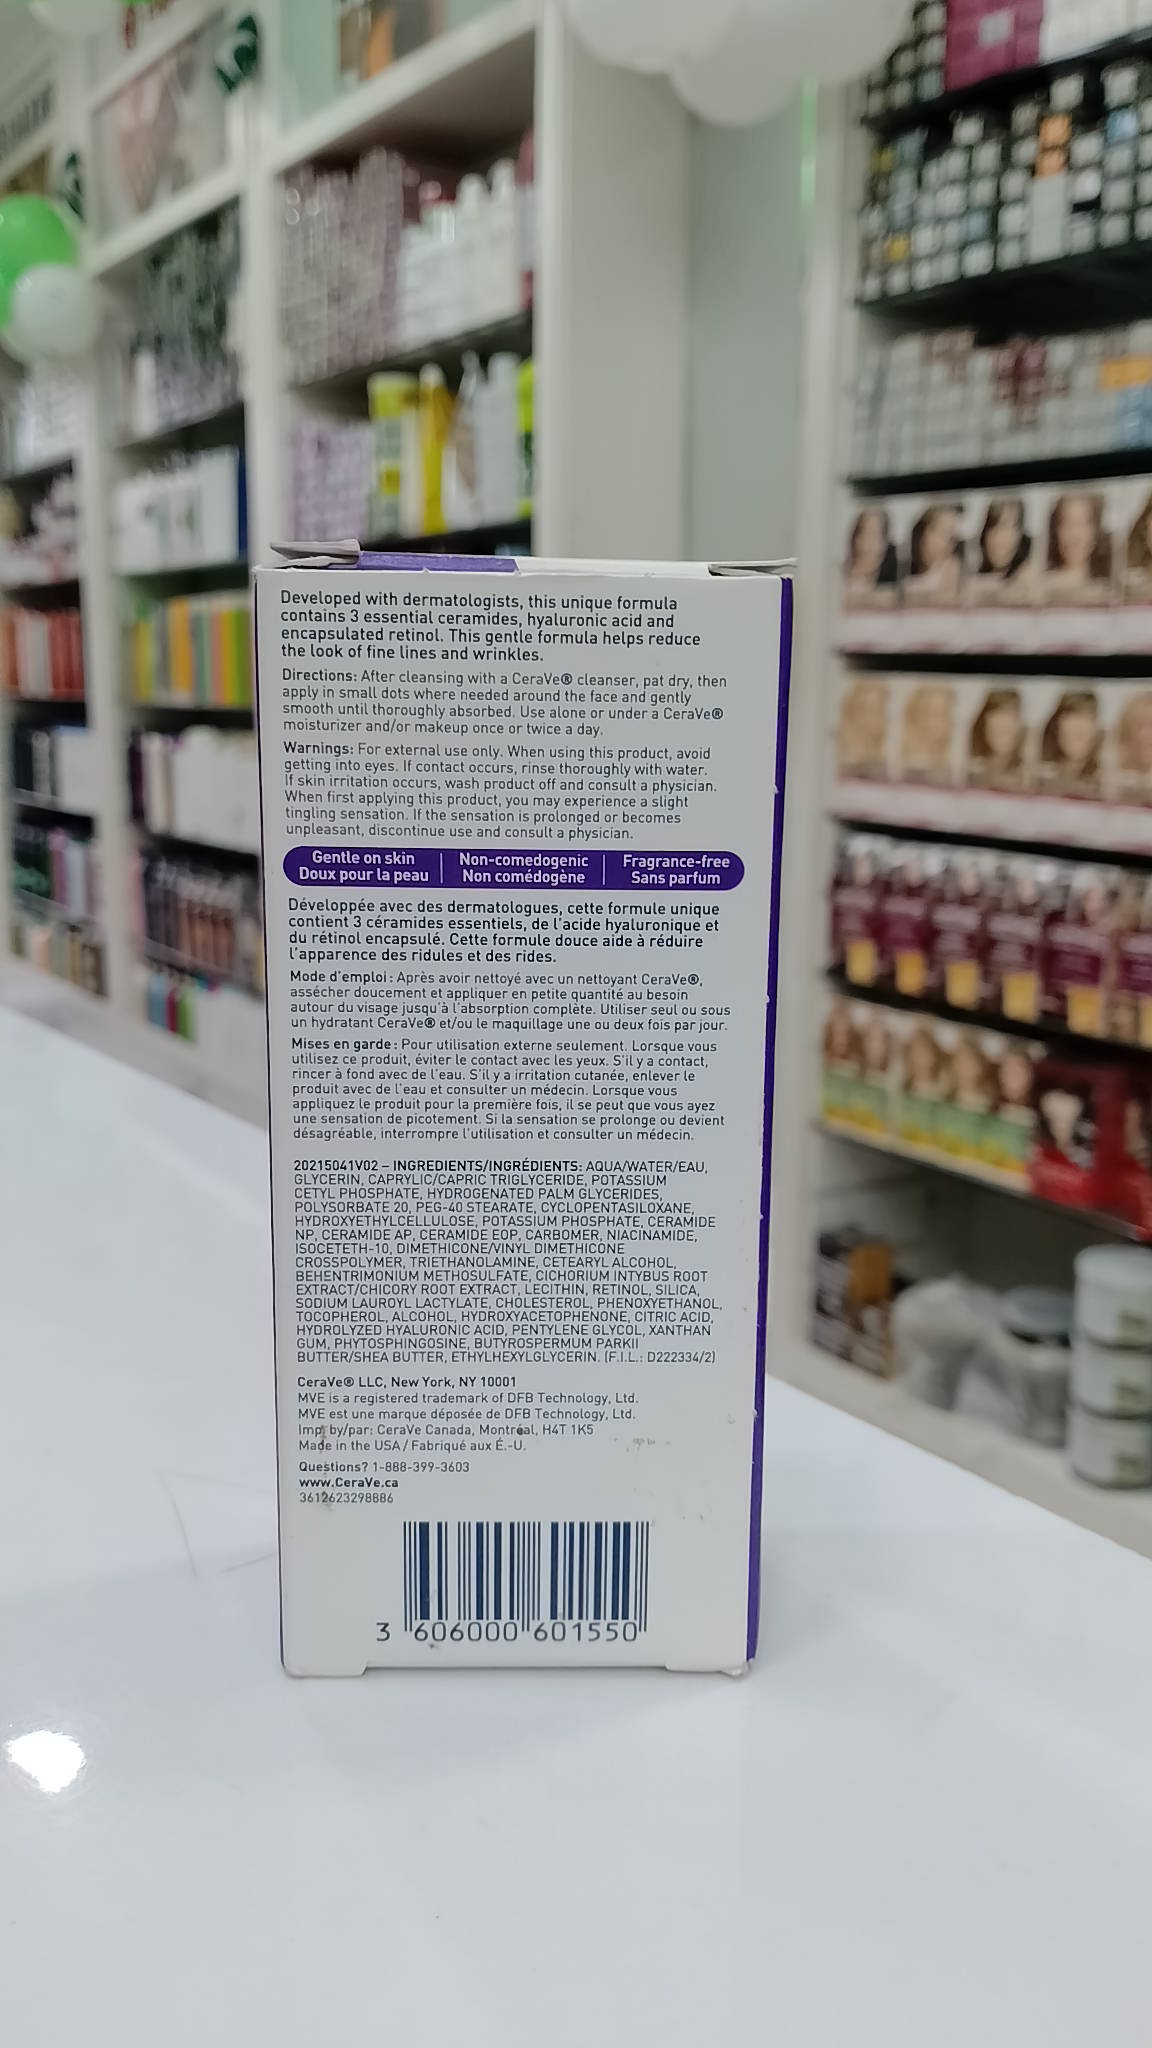 Developed with dermatologists, this unique formula
contains 3 essential ceramides, hyaluronic acid and
encapsulated retinol. This gentle formula helps reduce
the look of fine lines and wrinkles.
Directions: After cleansing with a CeraVe® cleanser, pat dry, then
apply in small dots where needed around the face and gently
smooth until thoroughly absorbed. Use alone or under a CeraVe®
moisturizer and/or makeup once or twice a day.
Warnings: For external use only. When using this product, avoid
getting into eyes. If contact occurs, rinse thoroughly with water.
If skin irritation occurs, wash product off and consult a physician.
When first applying this product, you may experience a slight
tingling sensation. If the sensation is prolonged or becomes
unpleasant, discontinue use and consult a physician.
Gentle on skin | Non-comedogenic | Fragrance-free
Doux pour la peau | Non comédogène | Sans parfum
Développée avec des dermatologues, cette formule unique
contient 3 céramides essentiels, de l'acide hyaluronique et
du rétinol encapsulé. Cette formule douce aide à réduire
l'apparence des ridules et des rides.
Mode d'emploi : Après avoir nettoyé avec un nettoyant CeraVe®,
assécher doucement et appliquer en petite quantité au besoin
autour du visage jusqu'à l'absorption complète. Utiliser seul ou sous
un hydratant CeraVe® et/ou le maquillage une ou deux fois par jour.
Mises en garde : Pour utilisation externe seulement. Lorsque vous
utilisez ce produit, éviter le contact avec les yeux. S'il y a contact,
rincer à fond avec de l'eau. S'il y a irritation cutanée, enlever le
produit avec de l'eau et consulter un médecin. Lorsque vous
appliquez le produit pour la première fois, il se peut que vous ayez
une sensation de picotement. Si la sensation se prolonge ou devient
désagréable, interrompre l'utilisation et consulter un médecin.
20215041V02 – INGREDIENTS/INGRÉDIENTS: AQUA/WATER/EAU,
GLYCERIN, CAPRYLIC/CAPRIC TRIGLYCERIDE, POTASSIUM
CETYL PHOSPHATE, HYDROGENATED PALM GLYCERIDES,
POLYSORBATE 20, PEG-40 STEARATE, CYCLOPENTASILOXANE,
HYDROXYETHYLCELLULOSE, POTASSIUM PHOSPHATE, CERAMIDE
NP, CERAMIDE AP, CERAMIDE EOP, CARBOMER, NIACINAMIDE,
ISOCETETH-10, DIMETHICONE/VINYL DIMETHICONE
CROSSPOLYMER, TRIETHANOLAMINE, CETEARYL ALCOHOL,
BEHENTRIMONIUM METHOSULFATE, CICHORIUM INTYBUS ROOT
EXTRACT/CHICORY ROOT EXTRACT, LECITHIN, RETINOL, SILICA,
SODIUM LAUROYL LACTYLATE, CHOLESTEROL, PHENOXYETHANOL,
TOCOPHEROL, ALCOHOL, HYDROXYACETOPHENONE, CITRIC ACID,
HYDROLYZED HYALURONIC ACID, PENTYLENE GLYCOL, XANTHAN
GUM, PHYTOSPHINGOSINE, BUTYROSPERMUM PARKII
BUTTER/SHEA BUTTER, ETHYLHEXYLGLYCERIN. (F.I.L.: D222334/2)
CeraVe® LLC, New York, NY 10001
MVE is a registered trademark of DFB Technology, Ltd.
MVE est une marque déposée de DFB Technology, Ltd.
Imp. by/par: CeraVe Canada, Montréal, H4T 1K5
Made in the USA / Fabriqué aux É.-U.
Questions? 1-888-399-3603
www.CeraVe.ca
3612623298886
3 606000 601550